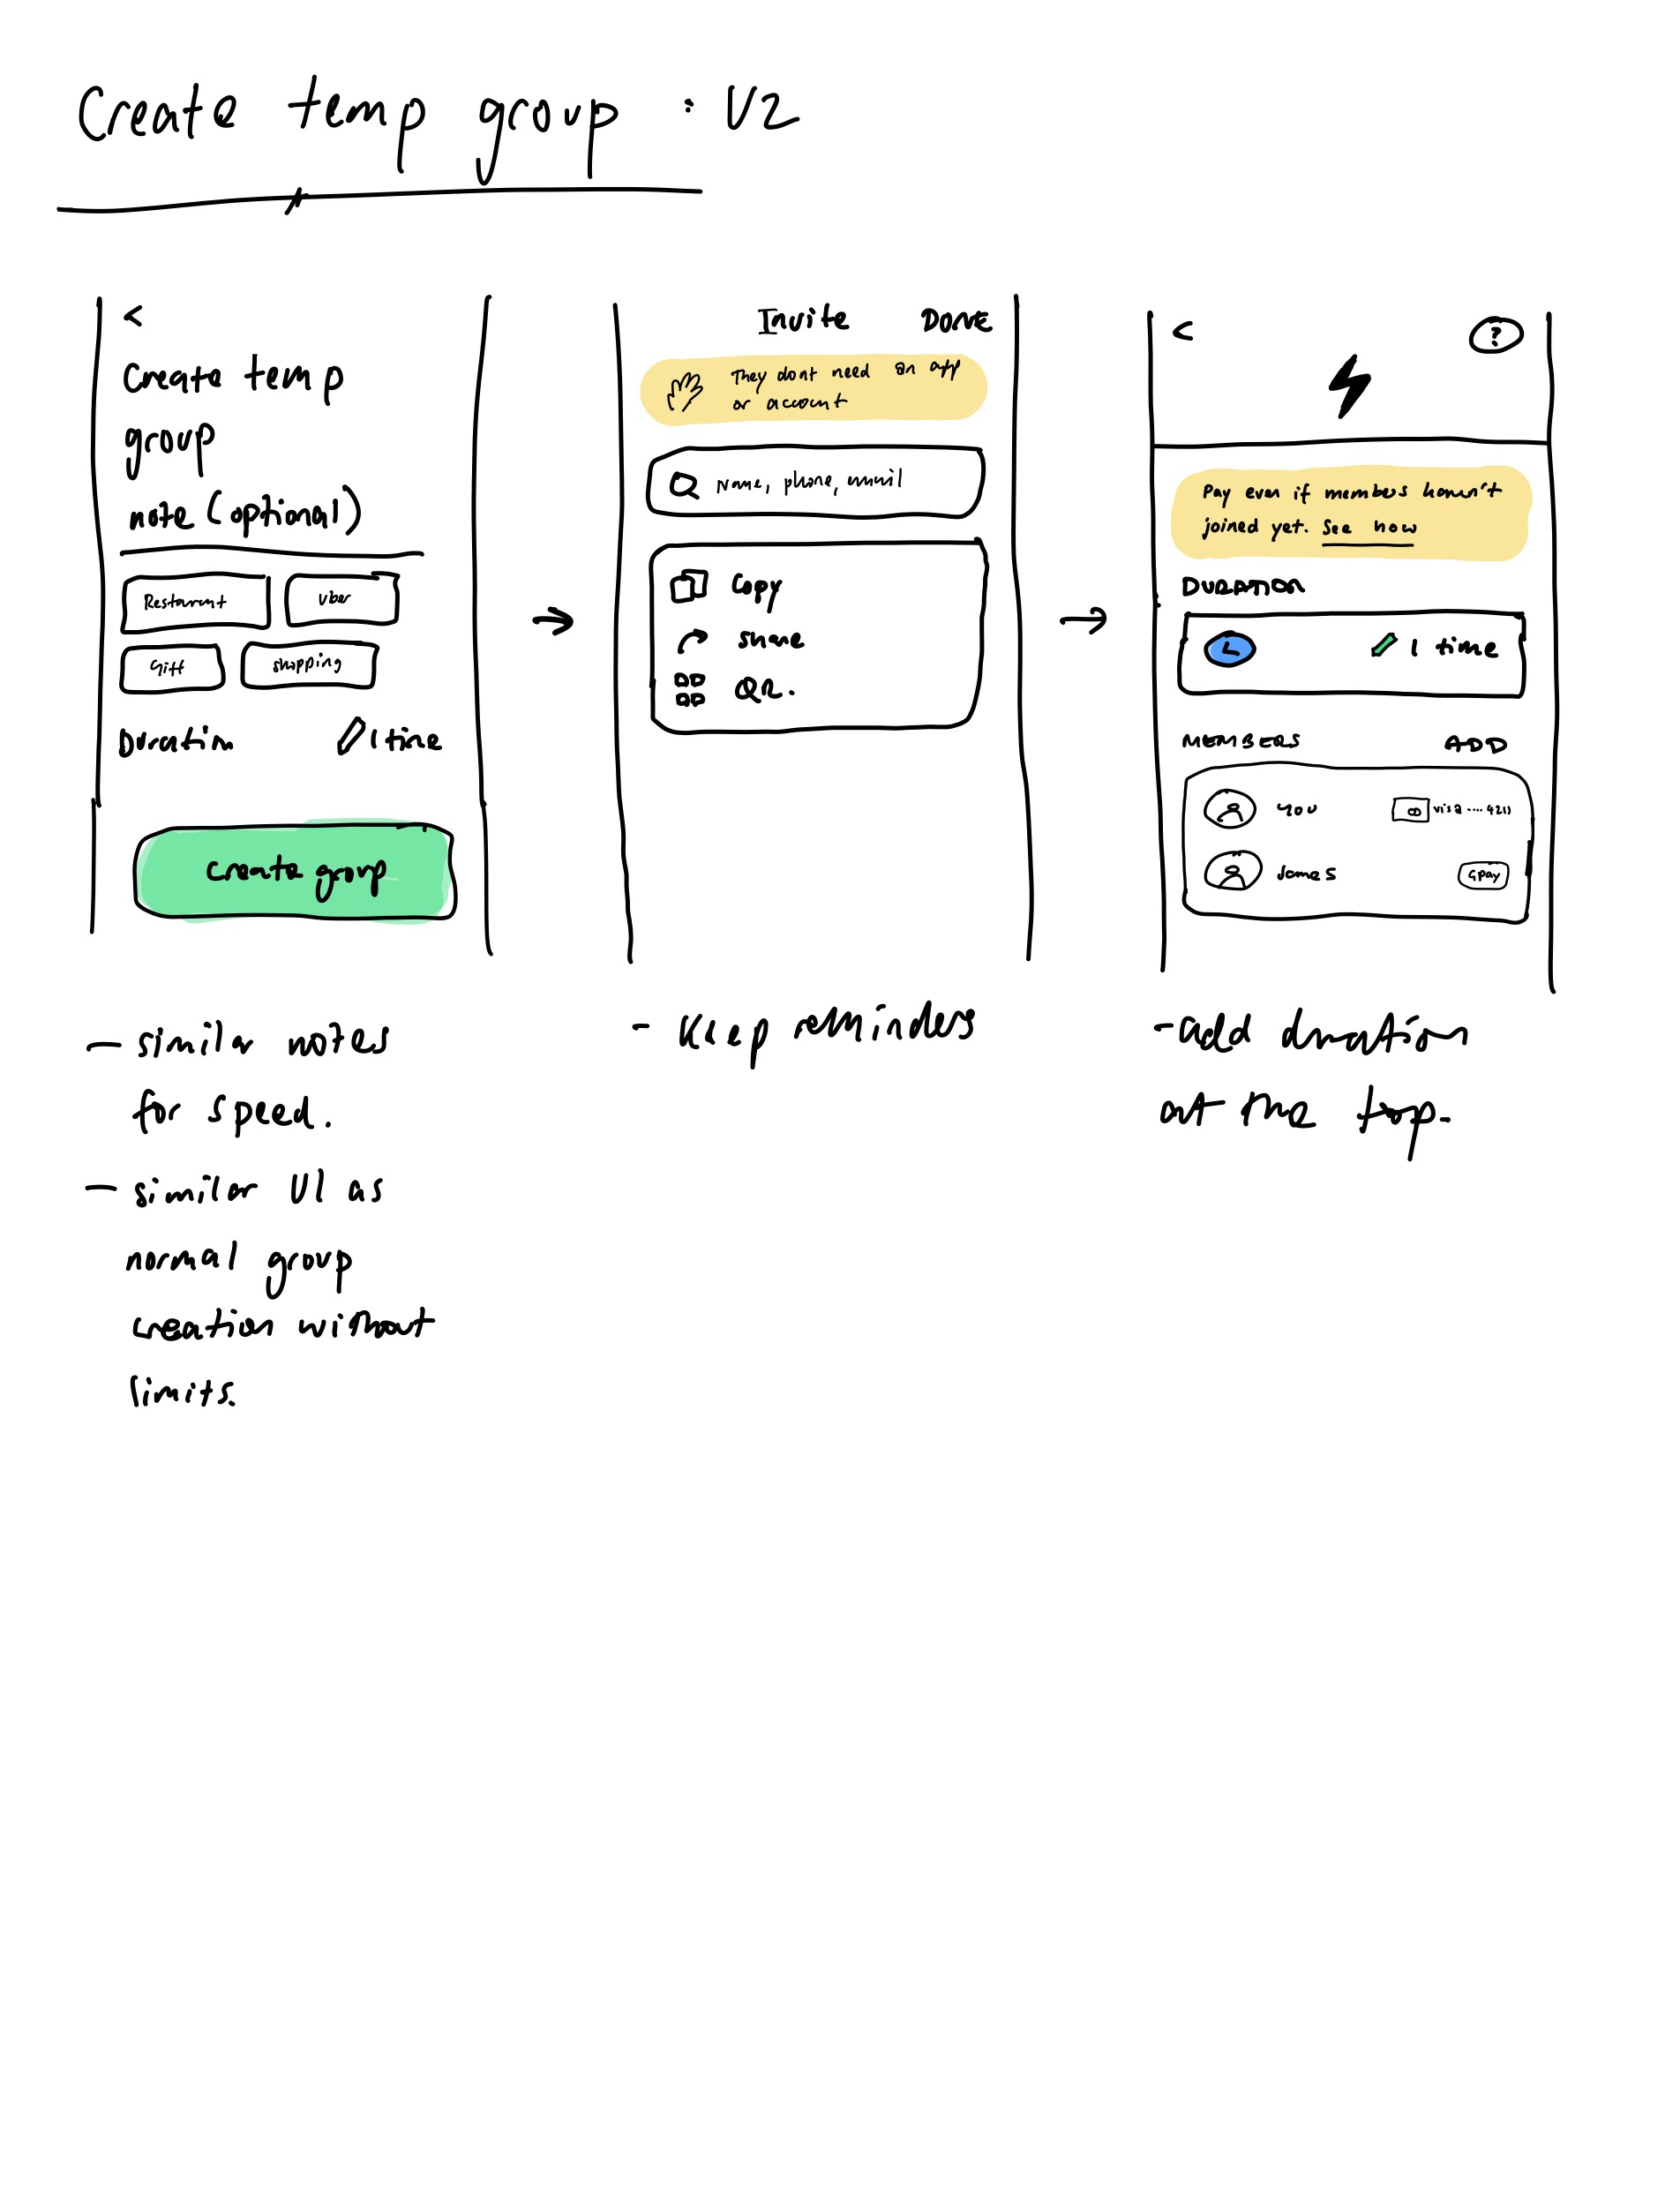 Create temp group : V2
<
Create temp
group
note (optional)
Restarunt
Uber
Gift
shopping
Duration
1 time
Create group
- similar notes
for speed.
- similar UI as
normal group
creation without
limits.
Invite
DONE
They dont need an app
or account
Name, phone, email
Copy
share
QR.
- Keep reminders
<
?
Pay even if members haven't
joined yet. See how
DURATION
1 time
MEMBERS
ADD
You
visa .... 4211
James
GPAY
- add duration
at the top.